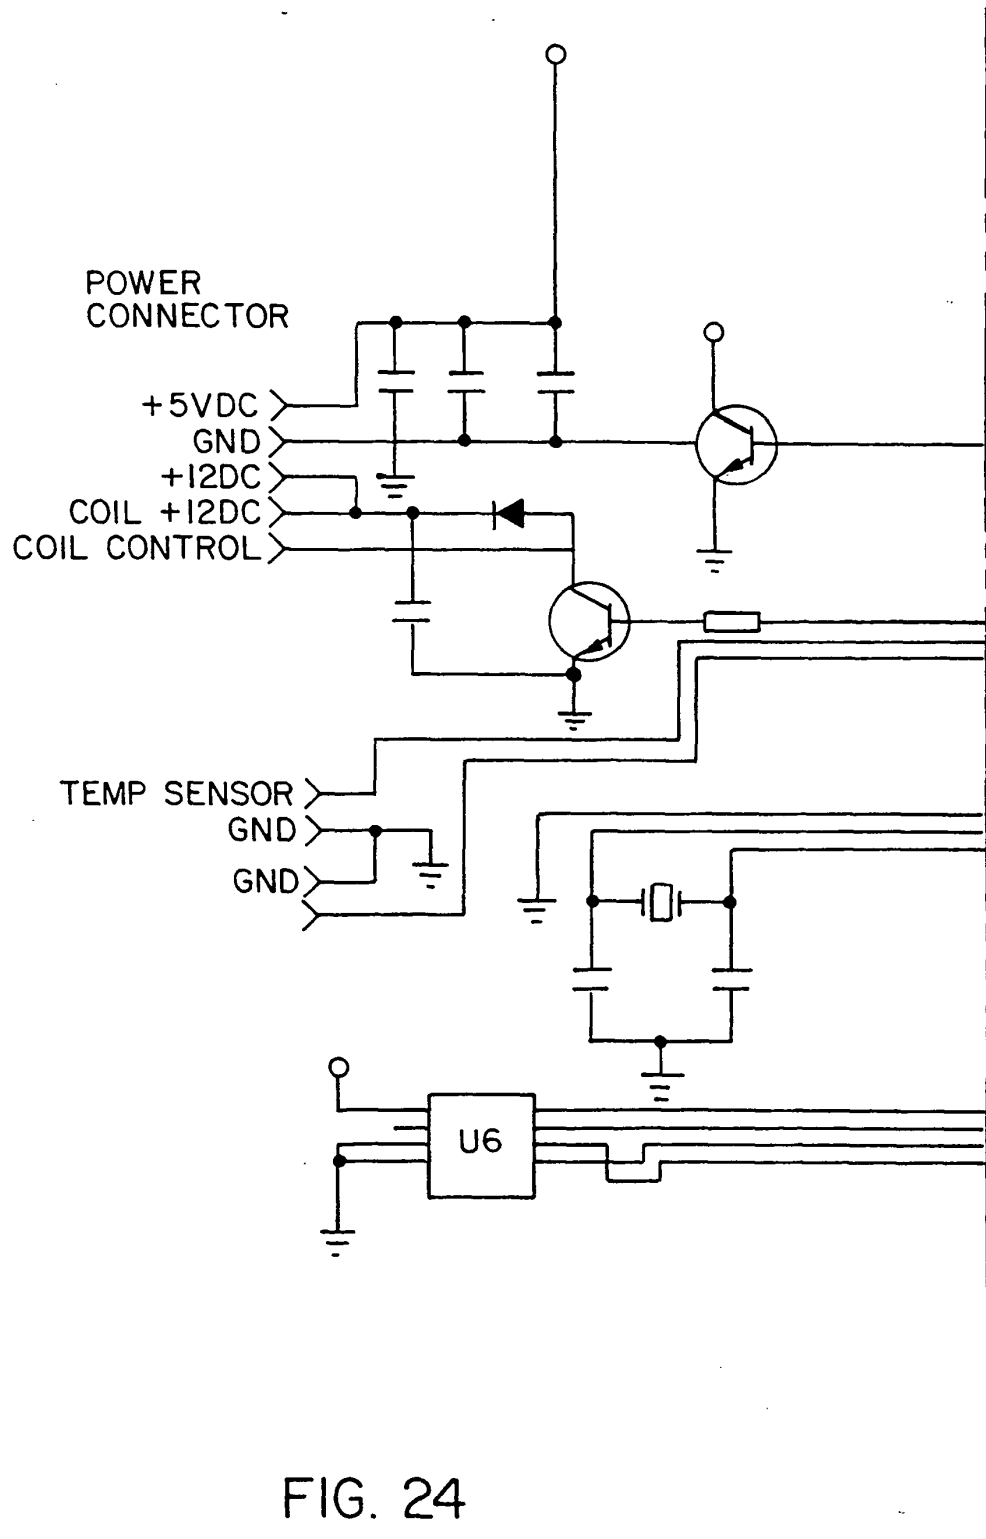 POWER
CONNECTOR
+5VDC
GND
+12DC
COIL +12DC
COIL CONTROL
TEMP SENSOR
GND
GND
U6
FIG. 24